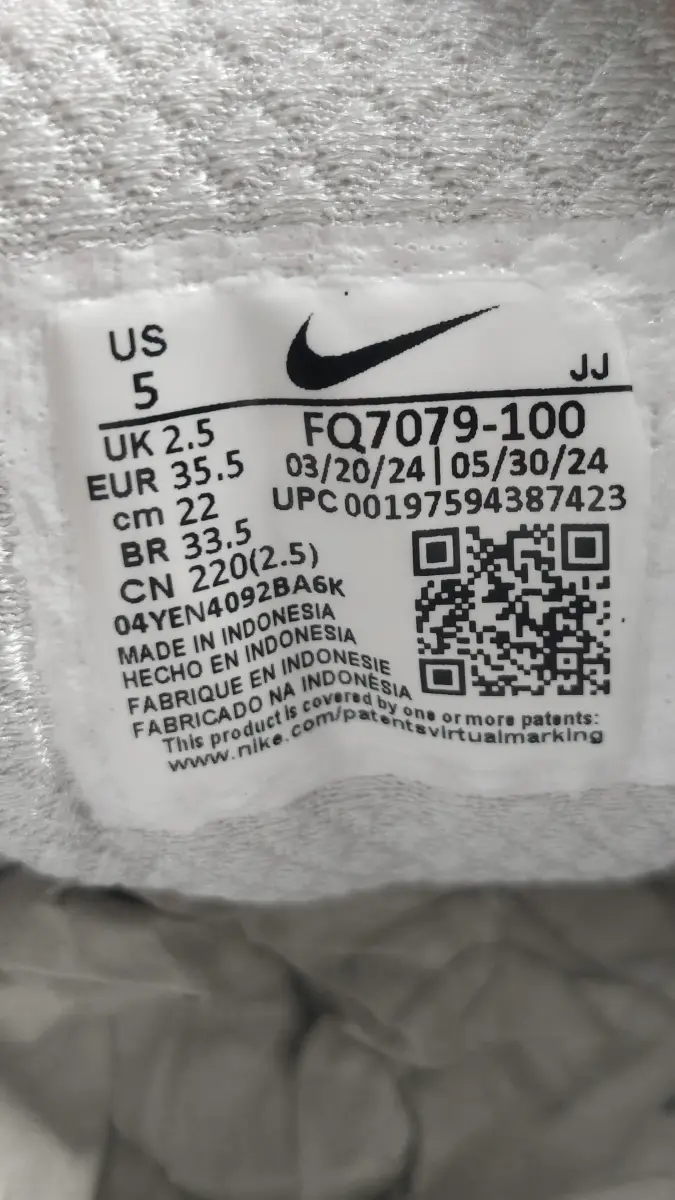 US
5
JJ
UK 2.5
EUR 35.5
cm 22
BR 33.5
CN 220(2.5)
FQ7079-100
03/20/24|05/30/24
UPC 00197594387423
04YEN4092BA6K
MADE IN INDONESIA
HECHO EN INDONESIA
FABRIQUE EN INDONESIE
FABRICADO NA INDONÉSIA
This product is covered by one or more patents:
www.nike.com/patentsvirtualmarking